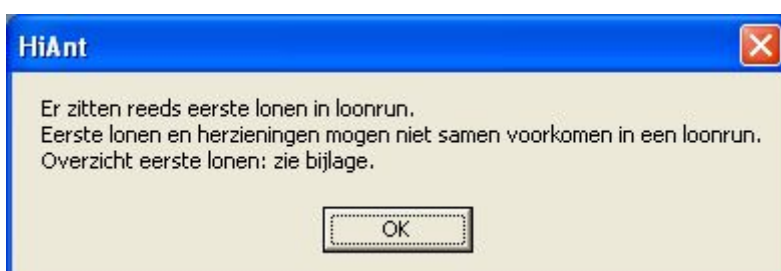 HiAnt
Er zitten reeds eerste lonen in loonrun.
Eerste lonen en herzieningen mogen niet samen voorkomen in een loonrun.
Overzicht eerste lonen: zie bijlage.
OK